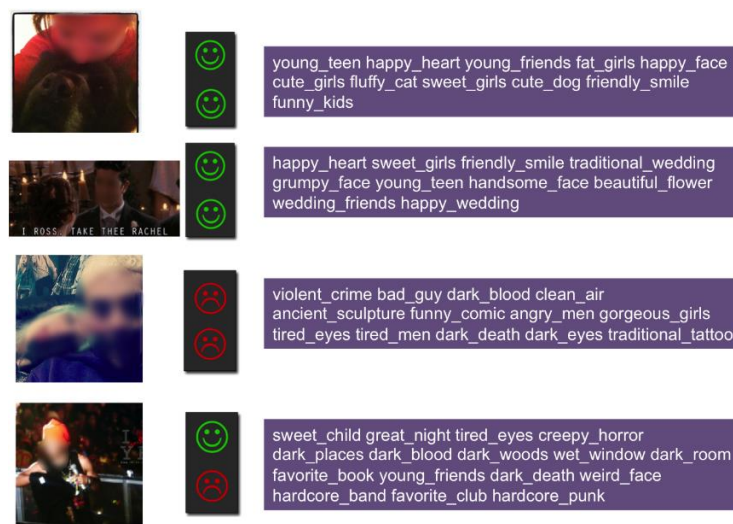 young_teen happy_heart young_friends fat_girls happy_face
cute_girls fluffy_cat sweet_girls cute_dog friendly_smile
funny_kids
happy_heart sweet_girls friendly_smile traditional_wedding
grumpy_face young_teen handsome_face beautiful_flower
wedding_friends happy_wedding
I ROSS, TAKE THEE RACHEL
violent_crime bad_guy dark_blood clean_air
ancient_sculpture funny_comic angry_men gorgeous_girls
tired_eyes tired_men dark_death dark_eyes traditional_tattoo
sweet_child great_night tired_eyes creepy_horror
dark_places dark_blood dark_woods wet_window dark_room
favorite_book young_friends dark_death weird_face
hardcore_band favorite_club hardcore_punk